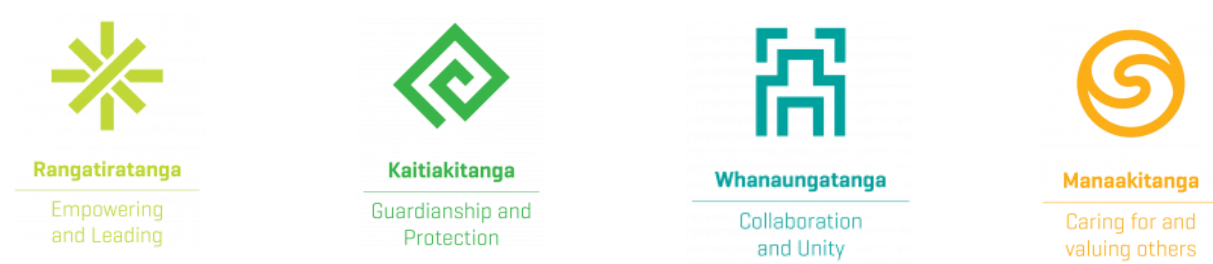 Rangatiratanga
Empowering
and Leading
Kaitiakitanga
Guardianship and
Protection
Whanaungatanga
Collaboration
and Unity
Manaakitanga
Caring for and
valuing others